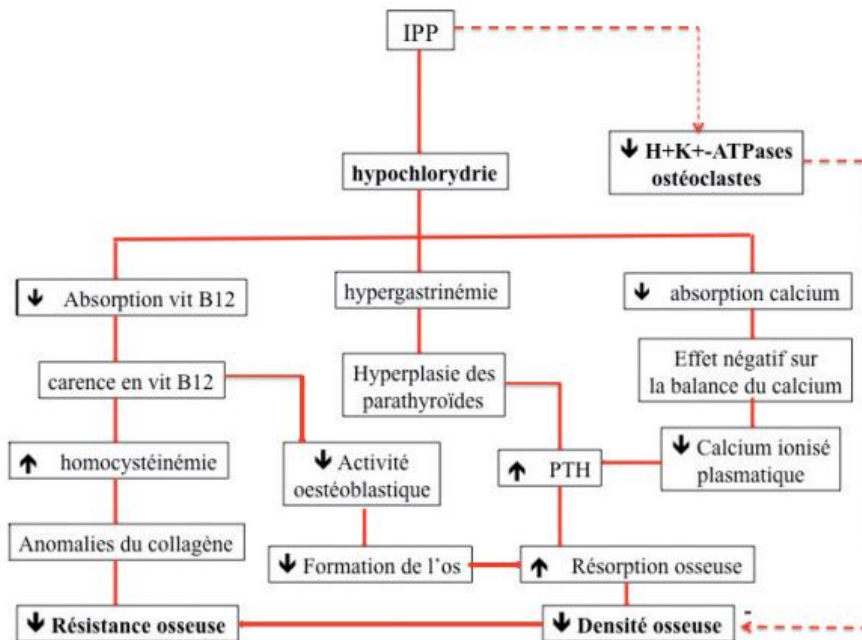 IPP
↓ H+K+-ATPases
ostéoclastes
hypochlorydrie
↓ Absorption vit B12
hypergastrinémie
↓ absorption calcium
carence en vit B12
Hyperplasie des
parathyroïdes
Effet négatif sur
la balance du calcium
↑ homocystéinémie
↓ Activité
oestéoblastique
↑ PTH
↓ Calcium ionisé
plasmatique
Anomalies du collagène
↓ Formation de l’os
↑ Résorption osseuse
↓ Résistance osseuse
↓ Densité osseuse
-